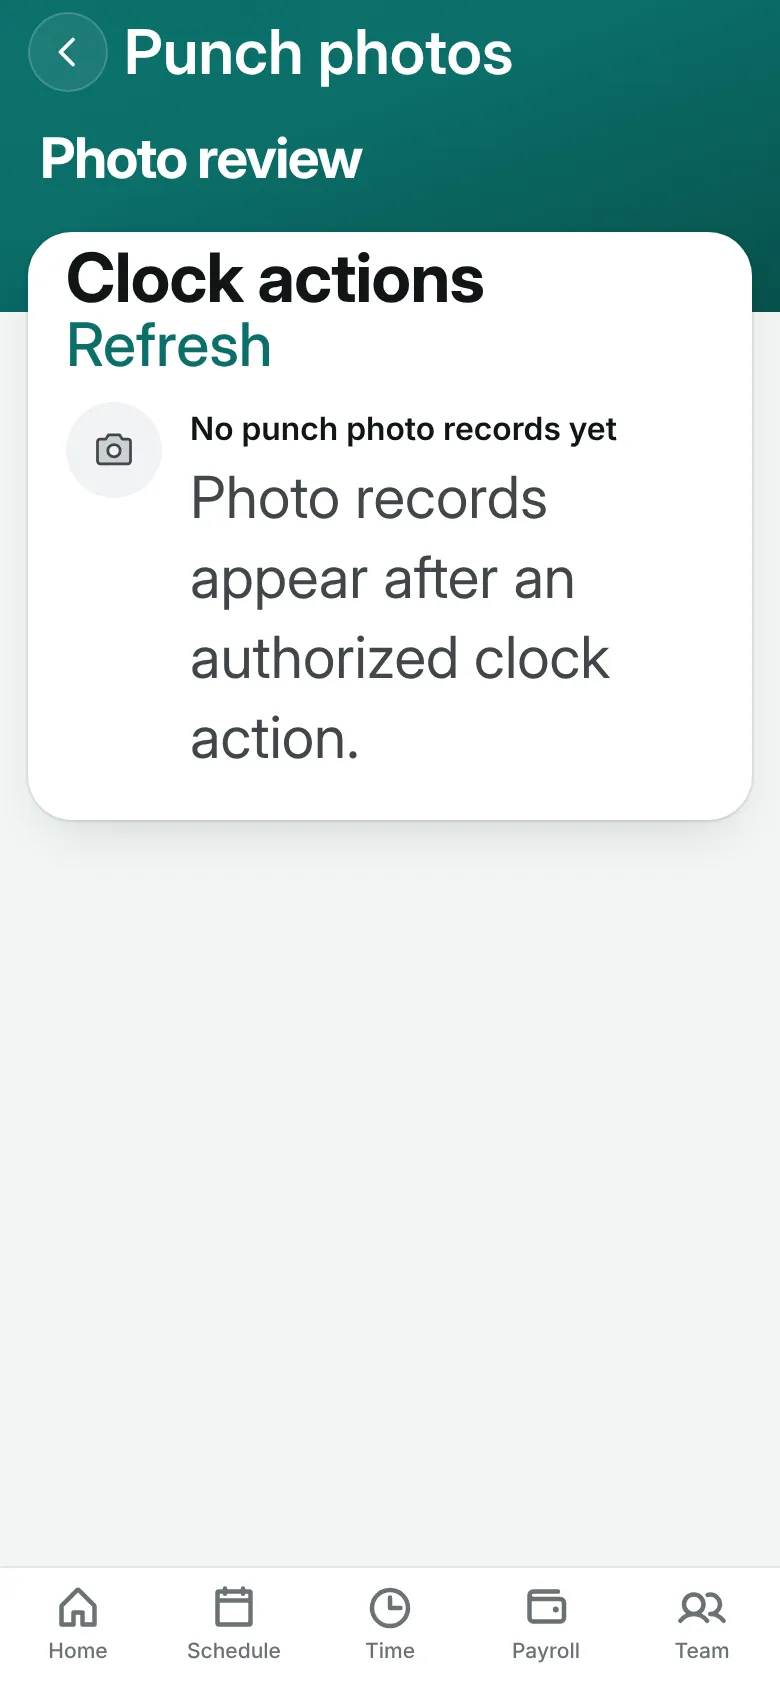 Punch photos
Photo review
Clock actions
Refresh
No punch photo records yet
Photo records
appear after an
authorized clock
action.
Home
Schedule
Time
Payroll
Team